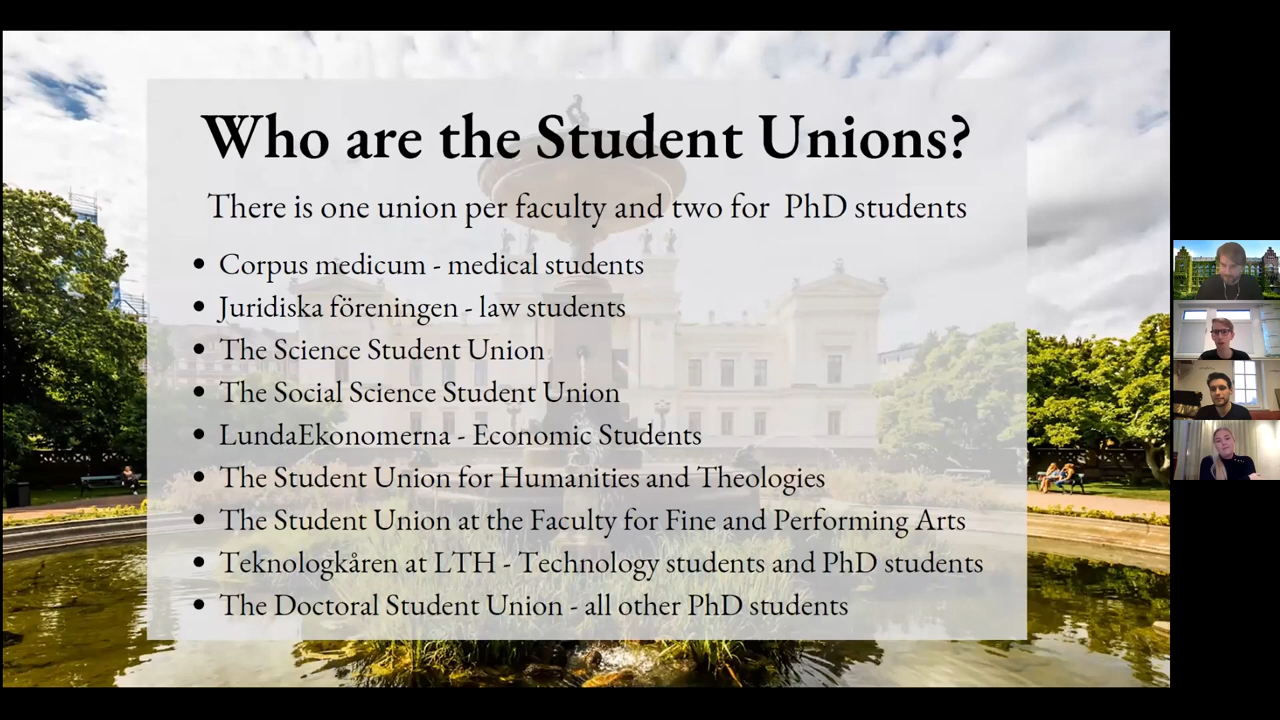 Who are the Student Unions?
There is one union per faculty and two for PhD students
• Corpus medicum - medical students
• Juridiska föreningen - law students
• The Science Student Union
• The Social Science Student Union
• LundaEkonomerna - Economic Students
• The Student Union for Humanities and Theologies
• The Student Union at the Faculty for Fine and Performing Arts
• Teknologkåren at LTH - Technology students and PhD students
• The Doctoral Student Union - all other PhD students